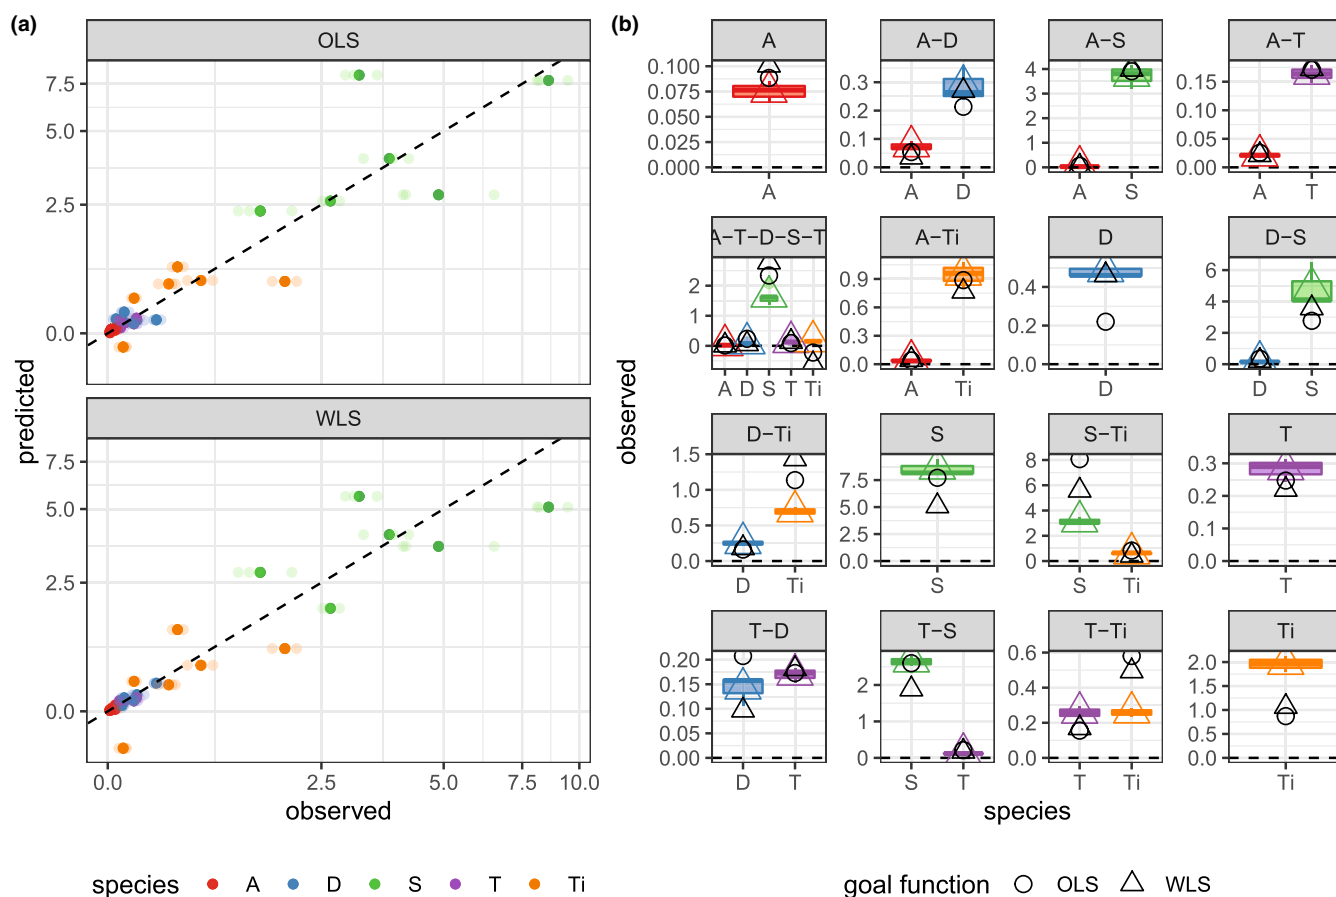 (a)
OLS
7.5
5.0
2.5
0.0
WLS
7.5
5.0
2.5
0.0
0.0 2.5 5.0 7.5 10.0
predicted
observed
species A D S T Ti
(b)
observed
A A−D A−S A−T
0.100
0.075
0.050
0.025
0.000
A
0.3
0.2
0.1
0.0
A D
4
3
2
1
0
A S
0.15
0.10
0.05
0.00
A T
A−T−D−S−T A−Ti D D−S
2
1
0
A D S T Ti
0.9
0.6
0.3
0.0
A Ti
0.4
0.2
0.0
D
6
4
2
0
D S
D−Ti S S−Ti T
1.5
1.0
0.5
0.0
D Ti
7.5
5.0
2.5
0.0
S
8
6
4
2
0
S Ti
0.3
0.2
0.1
0.0
T
T−D T−S T−Ti Ti
0.20
0.15
0.10
0.05
0.00
D T
2
1
0
S T
0.6
0.4
0.2
0.0
T Ti
2.0
1.5
1.0
0.5
0.0
Ti
species
goal function OLS WLS